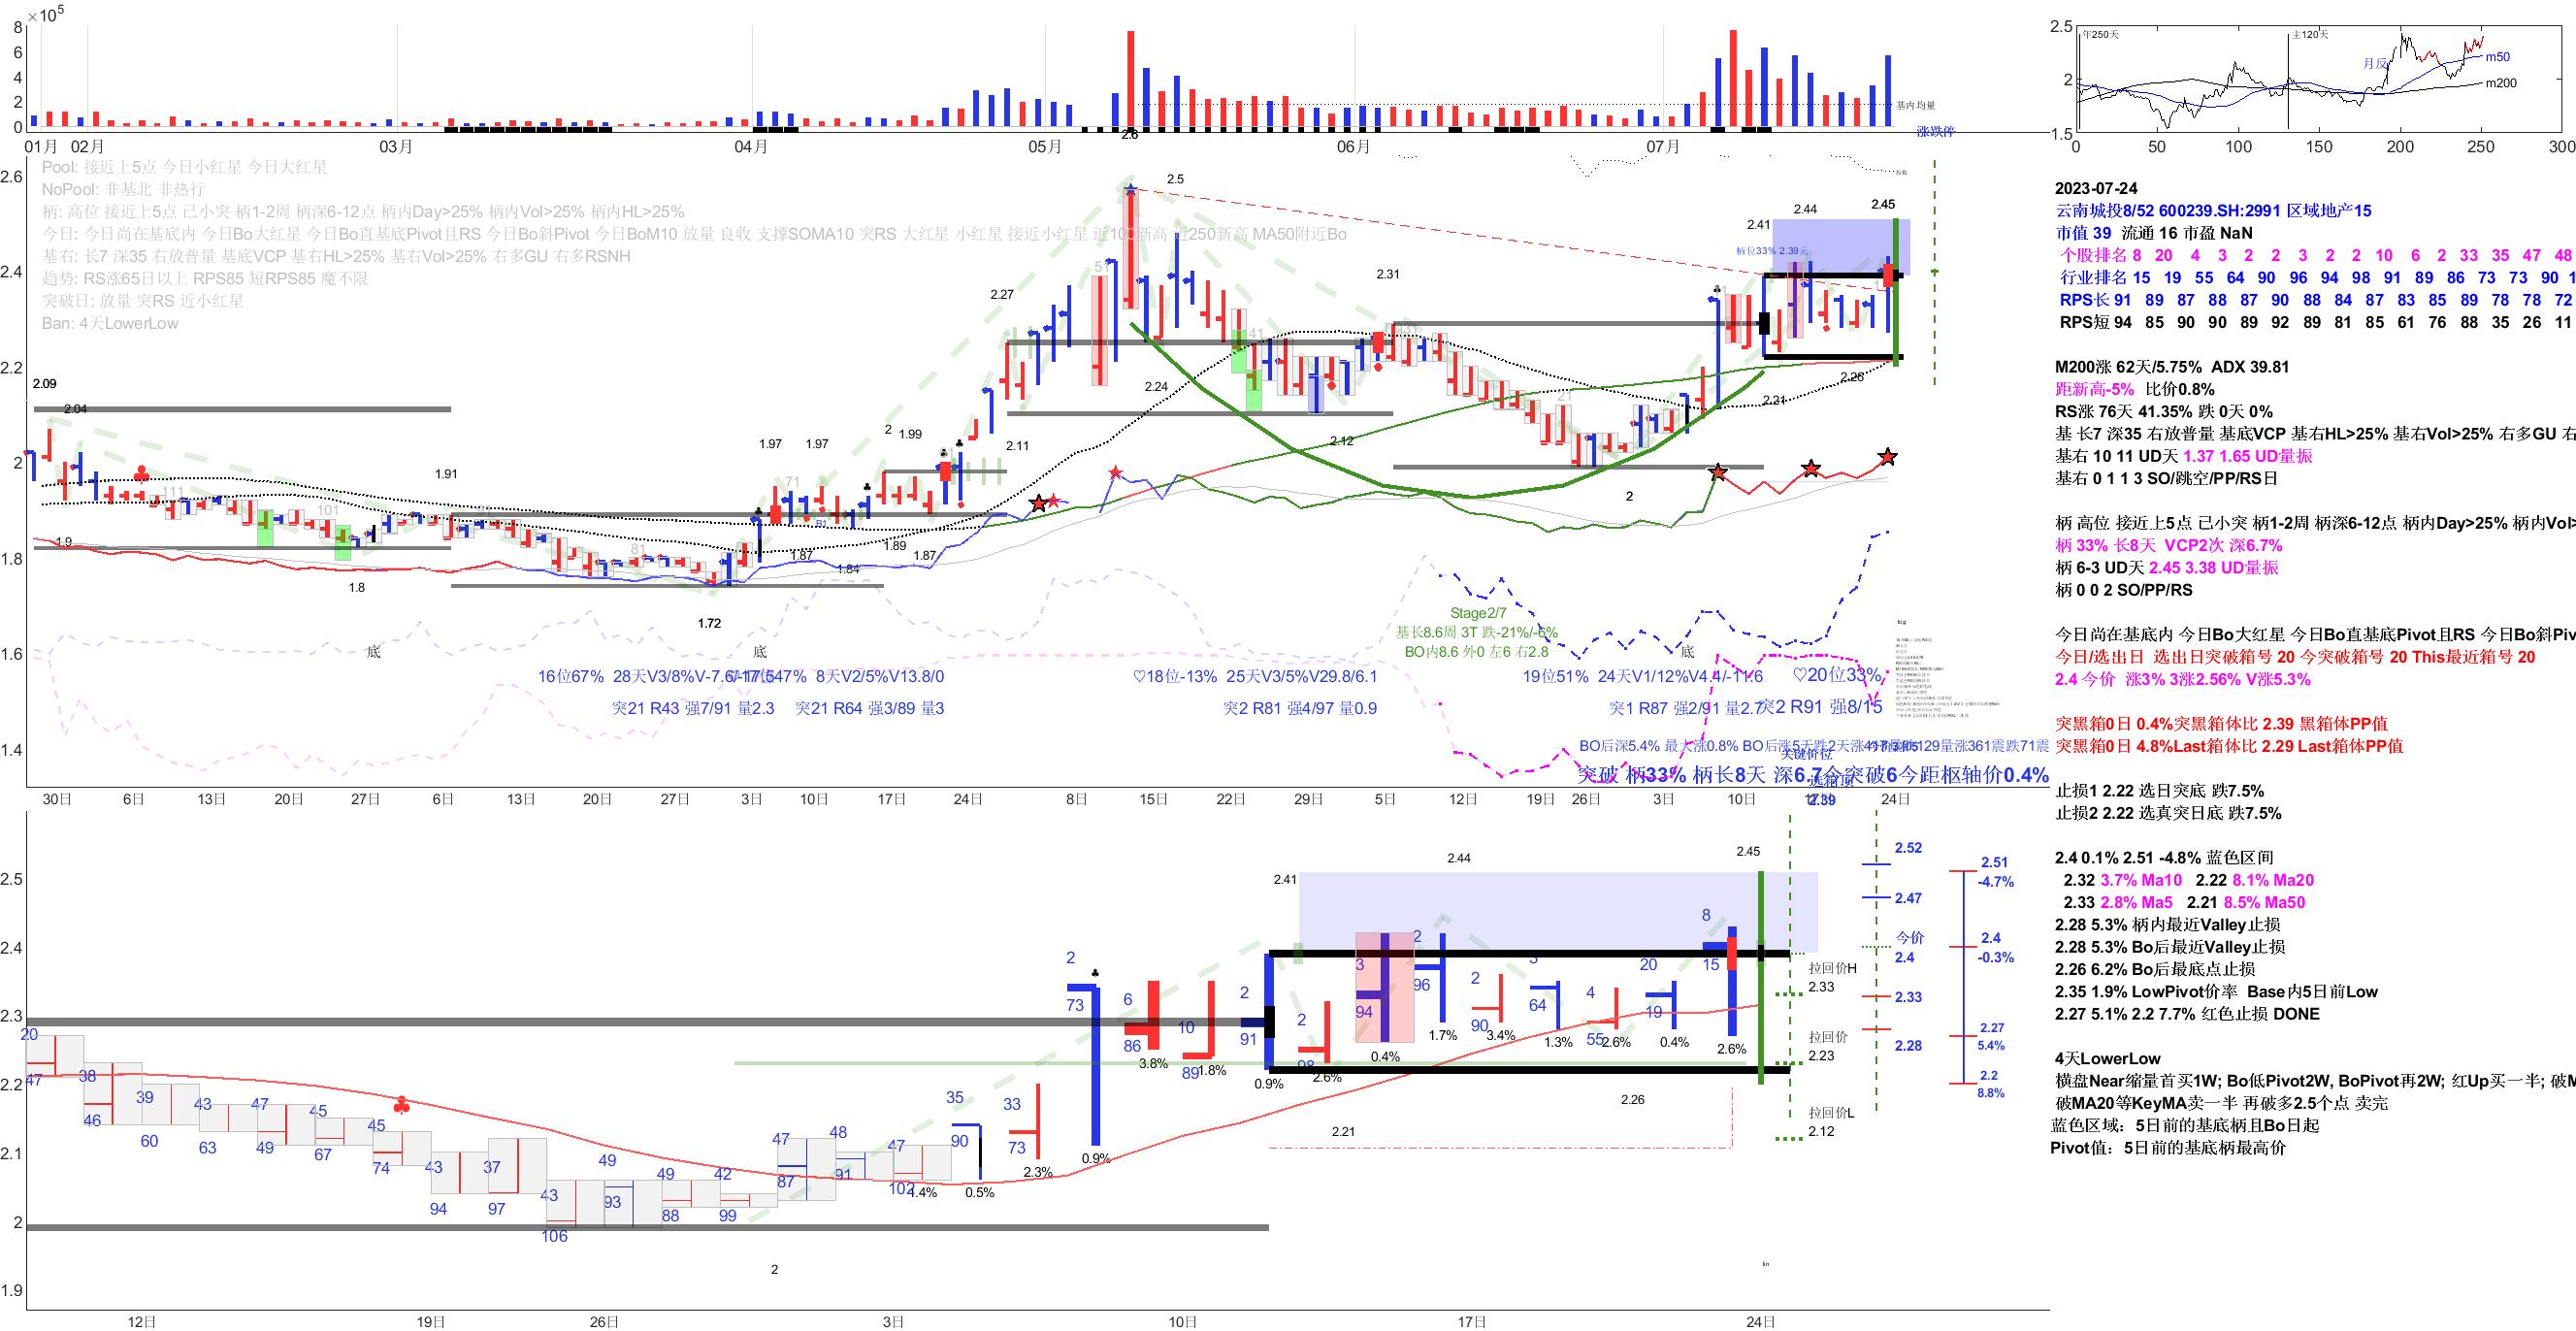 ×10⁵
8
6
4
2
0
基内均量
涨跌停
01月 02月 03月 04月 05月 06月 07月
2.6
2.5
2
1.5
年250天
主120天
月反
m50
m200
0 50 100 150 200 250 300
Pool: 接近上5点 今日小红星 今日大红星
NoPool: 非基北 非热行
柄: 高位 接近上5点 己小突 柄1-2周 柄深6-12点 柄内Day>25% 柄内Vol>25% 柄内HL>25%
今日: 今日尚在基底内 今日Bo大红星 今日Bo直基底Pivot且RS 今日Bo斜Pivot 今日BoM10 放量 良收 支撑SOMA10 突RS 大红星 小红星 接近小红星 近100新高 近250新高 MA50附近Bo
基右: 长7 深35 右放普量 基底VCP 基右HL>25% 基右Vol>25% 右多GU 右多RSNH
趋势: RS涨65日以上 RPS85 短RPS85 魔不限
突破日: 放量 突RS 近小红星
Ban: 4天LowerLow
2.6
2.4
2.2
2
1.8
1.6
1.4
2.09
2.04
1.9
1.8
1.91
1.72
1.97
1.97
1.87
1.84
2
1.99
1.89
1.87
2.27
2.11
2.5
2.24
2.31
2.12
2
2.41
2.44
2.45
柄位33% 2.39元
2.21
2.26
111
101
81
71
51
41
21
B1
底
底
底
Stage2/7
基长8.6周 3T 跌-21%/-6%
BO内8.6 外0 左6 右2.8
16位67% 28天V3/8%V-7.6/-17.5
8天V2/5%V13.8/0
♡18位-13% 25天V3/5%V29.8/6.1
19位51% 24天V1/12%V4.4/-11.6
♡20位33%
突21 R43 强7/91 量2.3
突21 R64 强3/89 量3
突2 R81 强4/97 量0.9
突1 R87 强2/91 量2.7
突2 R91 强8/15
关键价位
突破 柄33% 柄长8天 深6.7今突破6今距枢轴价0.4%
选箱顶
2.39
30日 6日 13日 20日 27日 6日 13日 20日 27日 3日 10日 17日 24日 8日 15日 22日 29日 5日 12日 19日 26日 3日 10日 17日 24日
2023-07-24
云南城投8/52 600239.SH:2991 区域地产15
市值 39 流通 16 市盈 NaN
个股排名 8 20 4 3 2 2 3 2 2 10 6 2 33 35 47 48
行业排名 15 19 55 64 90 96 94 98 91 89 86 73 73 90 1
RPS长 91 89 87 88 87 90 88 84 87 83 85 89 78 78 72
RPS短 94 85 90 90 89 92 89 81 85 61 76 88 35 26 11
M200涨 62天/5.75% ADX 39.81
距新高-5% 比价0.8%
RS涨 76天 41.35% 跌 0天 0%
基 长7 深35 右放普量 基底VCP 基右HL>25% 基右Vol>25% 右多GU 右
基右 10 11 UD天 1.37 1.65 UD量振
基右 0 1 1 3 SO/跳空/PP/RS日
柄 高位 接近上5点 己小突 柄1-2周 柄深6-12点 柄内Day>25% 柄内Vol>
柄 33% 长8天 VCP2次 深6.7%
柄 6-3 UD天 2.45 3.38 UD量振
柄 0 0 2 SO/PP/RS
今日尚在基底内 今日Bo大红星 今日Bo直基底Pivot且RS 今日Bo斜Piv
今日/选出日 选出日突破箱号 20 今突破箱号 20 This最近箱号 20
2.4 今价 涨3% 3涨2.56% V涨5.3%
突黑箱0日 0.4%突黑箱体比 2.39 黑箱体PP值
突黑箱0日 4.8%Last箱体比 2.29 Last箱体PP值
止损1 2.22 选日突底 跌7.5%
止损2 2.22 选真突日底 跌7.5%
2.4 0.1% 2.51 -4.8% 蓝色区间
2.32 3.7% Ma10 2.22 8.1% Ma20
2.33 2.8% Ma5 2.21 8.5% Ma50
2.28 5.3% 柄内最近Valley止损
2.28 5.3% Bo后最近Valley止损
2.26 6.2% Bo后最底点止损
2.35 1.9% LowPivot价率 Base内5日前Low
2.27 5.1% 2.2 7.7% 红色止损 DONE
4天LowerLow
横盘Near缩量首买1W; Bo低Pivot2W, BoPivot再2W; 红Up买一半; 破M
破MA20等KeyMA卖一半 再破多2.5个点 卖完
蓝色区域：5日前的基底柄且Bo日起
Pivot值：5日前的基底柄最高价
2.5
2.4
2.3
2.2
2.1
2
1.9
20
47
38
46
39
60
43
63
47
49
45
67
45
74
43
94
37
97
43
106
49
93
49
88
42
99
47
87
48
91
47
102
1.4%
35
90
0.5%
33
73
2.3%
2
73
0.9%
6
86
3.8%
10
89
1.8%
2
91
0.9%
2
98
2.6%
3
94
0.4%
2
96
1.7%
2
90
3.4%
3
64
1.3%
4
55
2.6%
20
19
0.4%
8
15
2.6%
2.41
2.44
2.45
2.21
2.26
2
拉回价H
2.33
拉回价
2.23
拉回价L
2.12
2.52
2.47
今价
2.4
2.33
2.28
2.51
-4.7%
2.4
-0.3%
2.27
5.4%
2.2
8.8%
12日 19日 26日 3日 10日 17日 24日